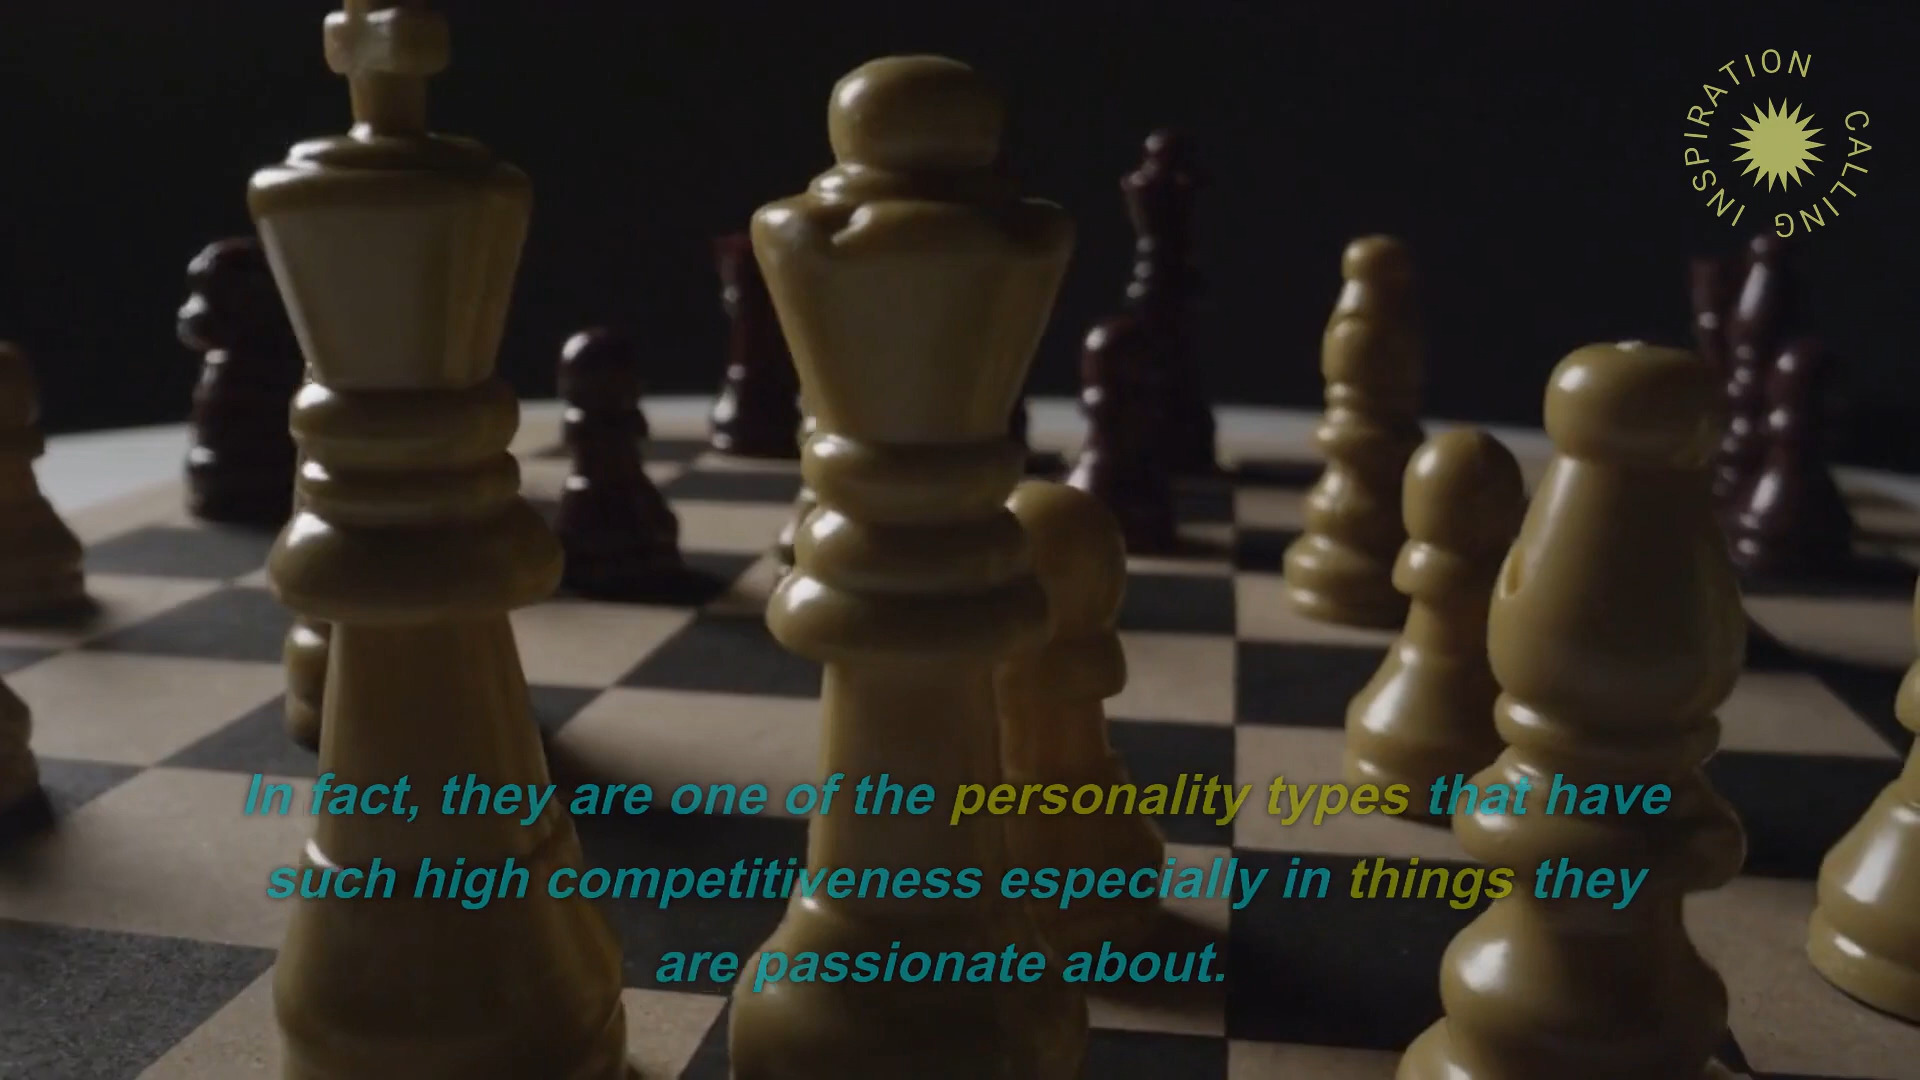 INSPIRATION CALLING
In fact, they are one of the personality types that have
such high competitiveness especially in things they
are passionate about.